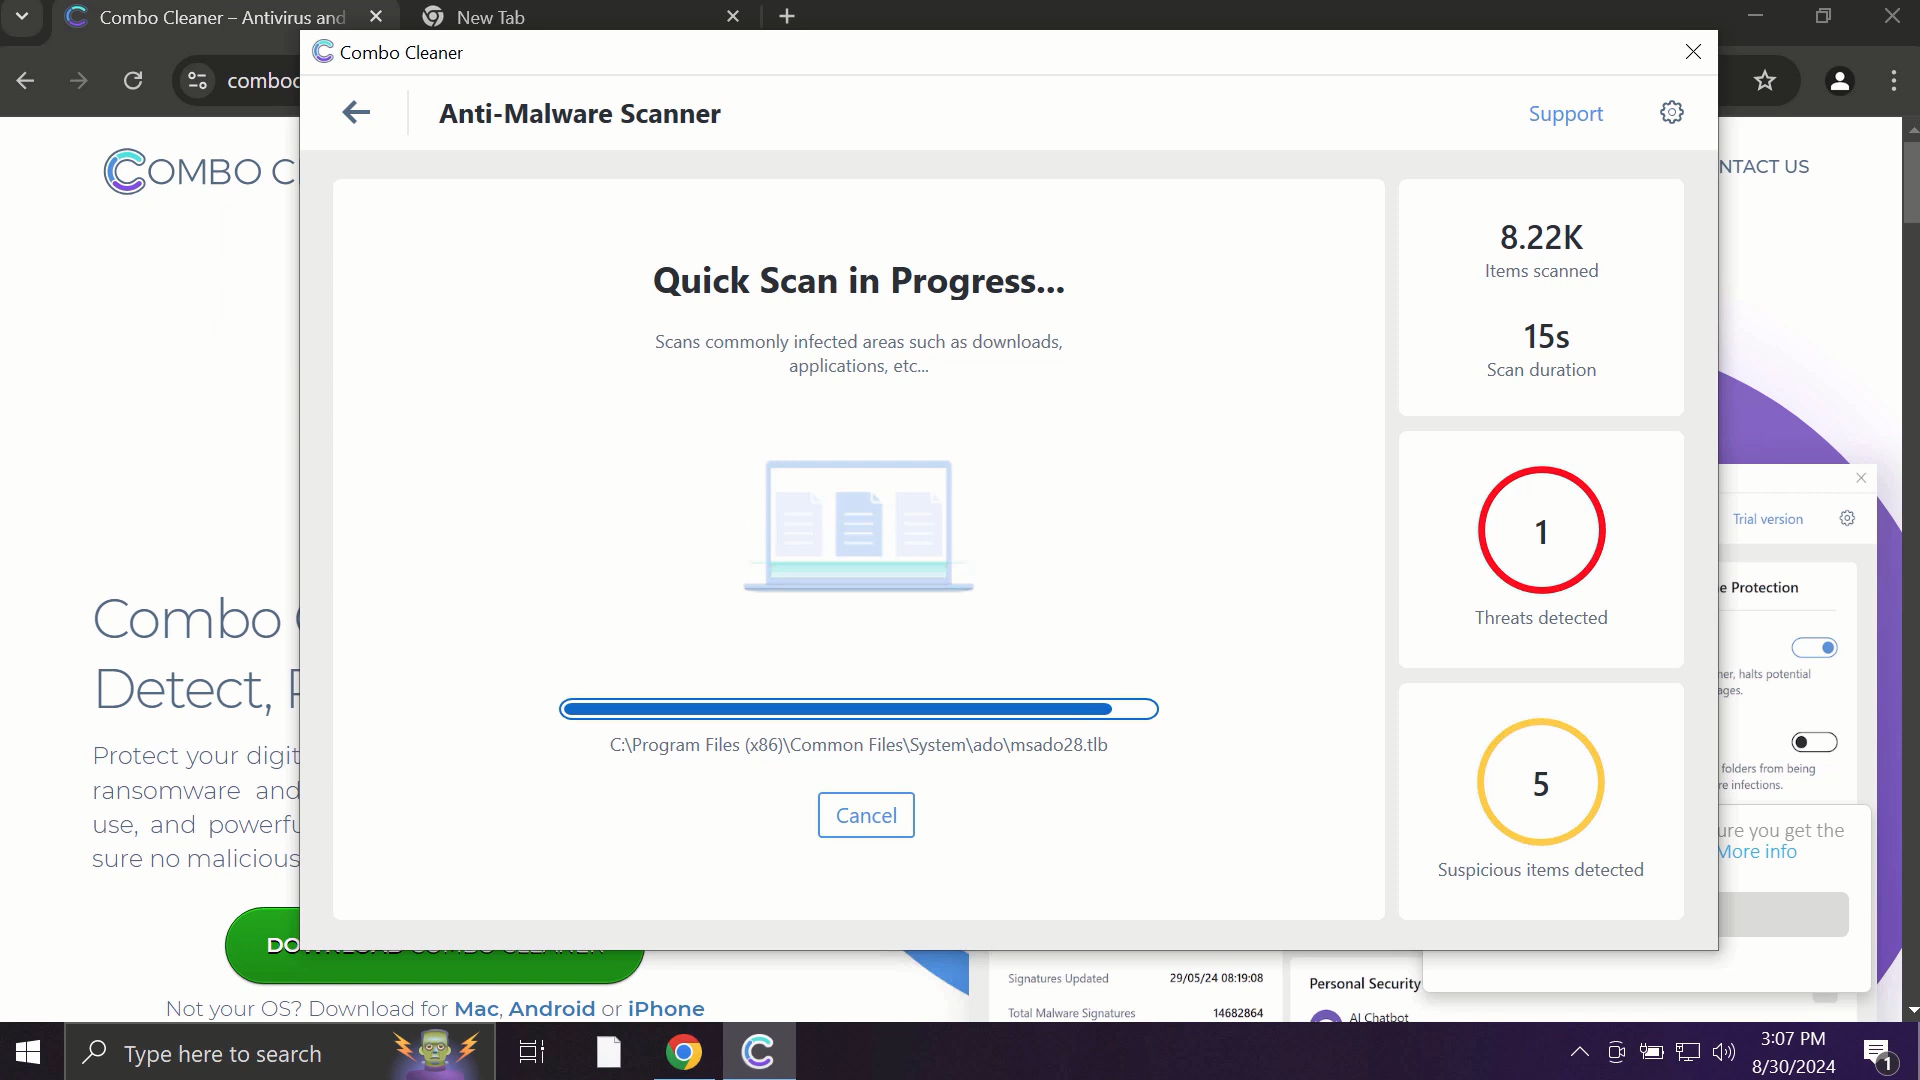 Combo Cleaner – Antivirus and
New Tab
Combo Cleaner
Anti-Malware Scanner
Support
NTACT US
COMBO C
Quick Scan in Progress...
Scans commonly infected areas such as downloads,
applications, etc...
8.22K
Items scanned
15s
Scan duration
1
Threats detected
5
Suspicious items detected
C:\Program Files (x86)\Common Files\System\ado\msado28.tlb
Cancel
Combo
Detect,
Protect your digit
ransomware and
use, and powerfu
sure no malicious
Not your OS? Download for Mac, Android or iPhone
Trial version
e Protection
ner, halts potential
ages.
folders from being
re infections.
ure you get the
More info
Signatures Updated 29/05/24 08:19:08
Total Malware Signatures 14682864
Personal Security
AI Chatbot
Type here to search
3:07 PM
8/30/2024
1